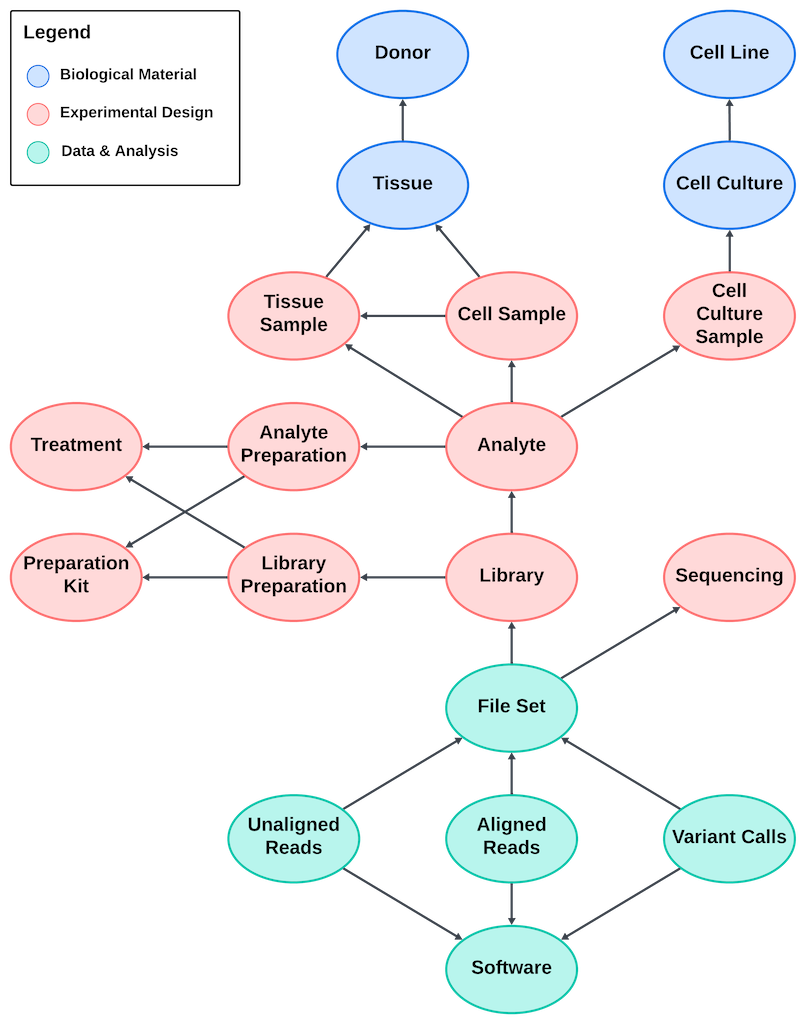 Legend
Biological Material
Experimental Design
Data & Analysis
Donor
Cell Line
Tissue
Cell Culture
Tissue
Sample
Cell Sample
Cell
Culture
Sample
Treatment
Analyte
Preparation
Analyte
Preparation
Kit
Library
Preparation
Library
Sequencing
File Set
Unaligned
Reads
Aligned
Reads
Variant Calls
Software